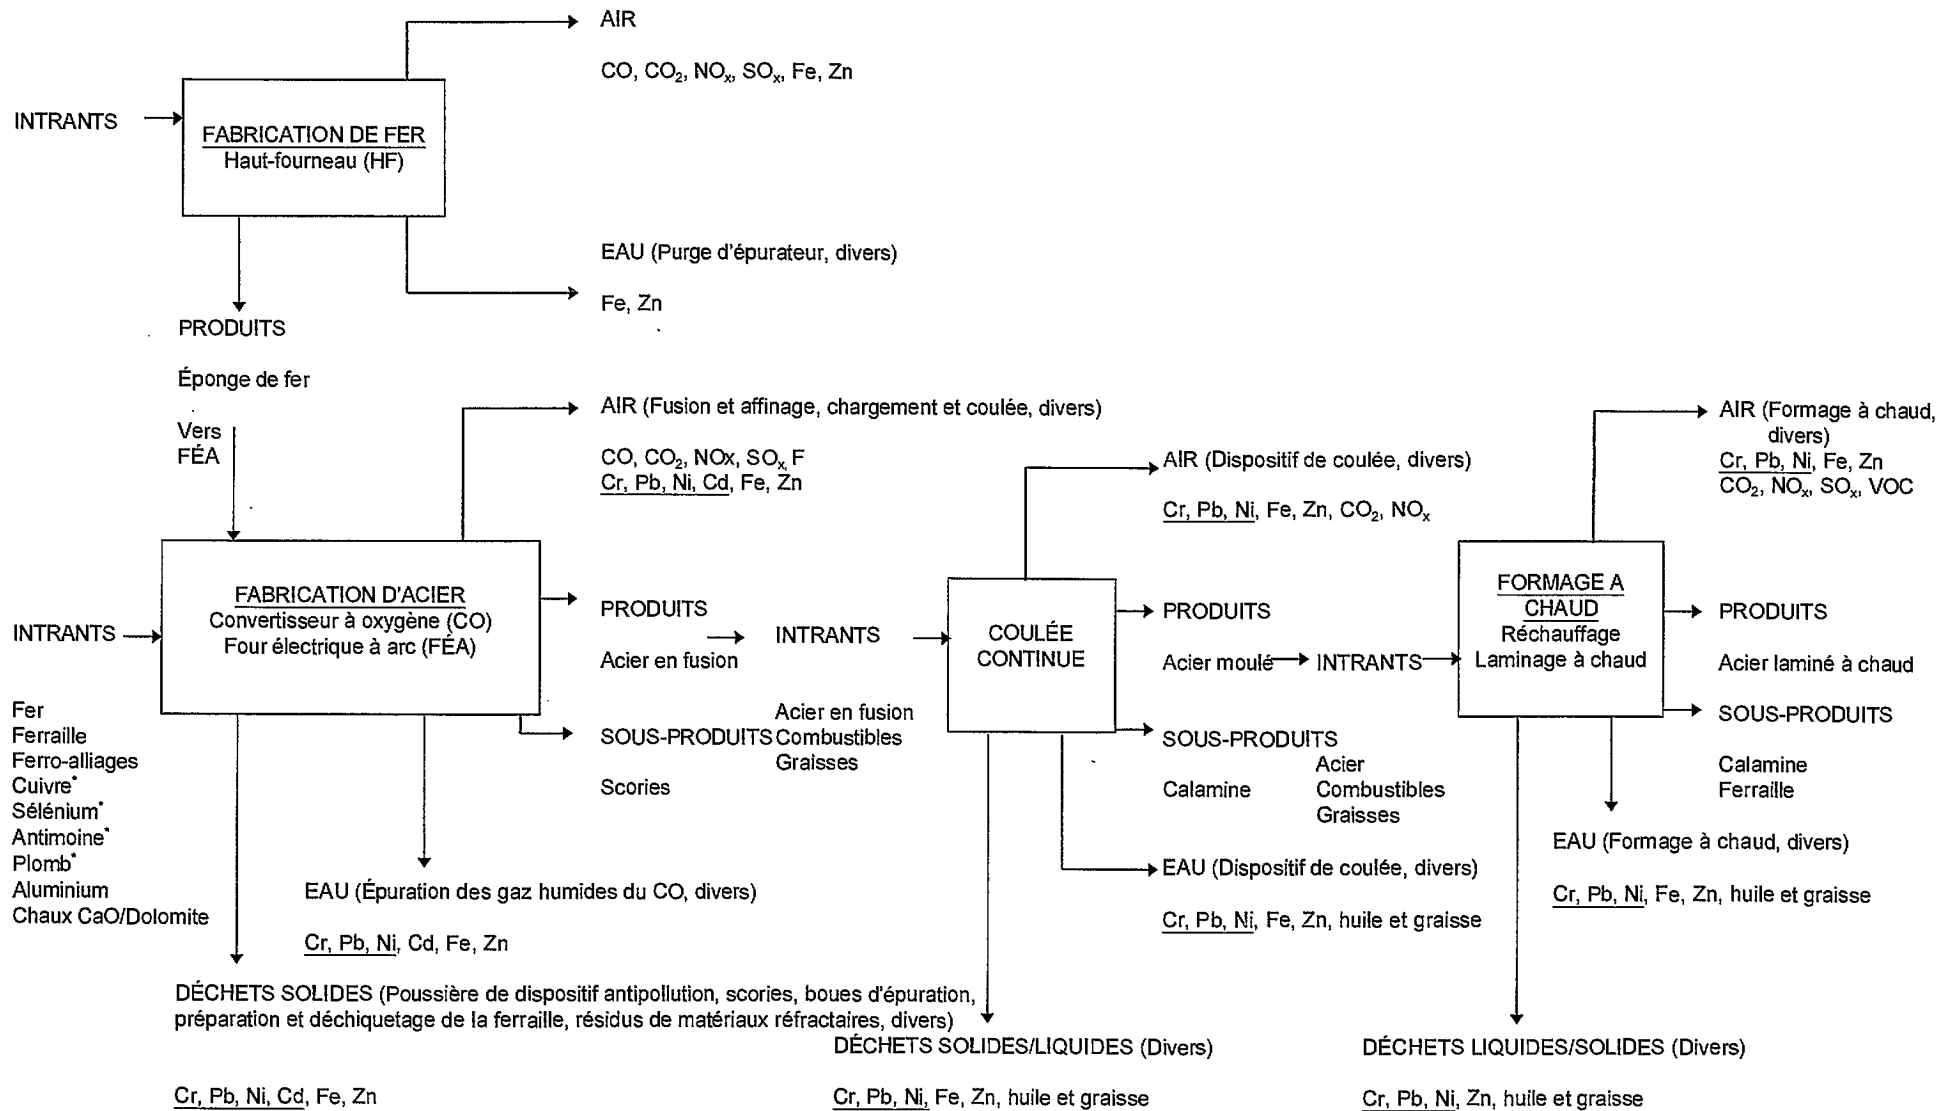 AIR
CO, CO₂, NOₓ, SOₓ, Fe, Zn
INTRANTS
FABRICATION DE FER
Haut-fourneau (HF)
EAU (Purge d'épurateur, divers)
Fe, Zn
PRODUITS
Éponge de fer
Vers
FÉA
AIR (Fusion et affinage, chargement et coulée, divers)
CO, CO₂, NOx, SOₓ, F
Cr, Pb, Ni, Cd, Fe, Zn
INTRANTS
FABRICATION D'ACIER
Convertisseur à oxygène (CO)
Four électrique à arc (FÉA)
Fer
Ferraille
Ferro-alliages
Cuivre*
Sélénium*
Antimoine*
Plomb*
Aluminium
Chaux CaO/Dolomite
PRODUITS
Acier en fusion
SOUS-PRODUITS
Scories
EAU (Épuration des gaz humides du CO, divers)
Cr, Pb, Ni, Cd, Fe, Zn
DÉCHETS SOLIDES (Poussière de dispositif antipollution, scories, boues d'épuration,
préparation et déchiquetage de la ferraille, résidus de matériaux réfractaires, divers)
Cr, Pb, Ni, Cd, Fe, Zn
INTRANTS
Acier en fusion
Combustibles
Graisses
COULÉE
CONTINUE
AIR (Dispositif de coulée, divers)
Cr, Pb, Ni, Fe, Zn, CO₂, NOₓ
PRODUITS
Acier moulé
SOUS-PRODUITS
Calamine
EAU (Dispositif de coulée, divers)
Cr, Pb, Ni, Fe, Zn, huile et graisse
DÉCHETS SOLIDES/LIQUIDES (Divers)
Cr, Pb, Ni, Fe, Zn, huile et graisse
INTRANTS
Acier
Combustibles
Graisses
FORMAGE A
CHAUD
Réchauffage
Laminage à chaud
AIR (Formage à chaud,
divers)
Cr, Pb, Ni, Fe, Zn
CO₂, NOₓ, SOₓ, VOC
PRODUITS
Acier laminé à chaud
SOUS-PRODUITS
Calamine
Ferraille
EAU (Formage à chaud, divers)
Cr, Pb, Ni, Fe, Zn, huile et graisse
DÉCHETS LIQUIDES/SOLIDES (Divers)
Cr, Pb, Ni, Zn, huile et graisse